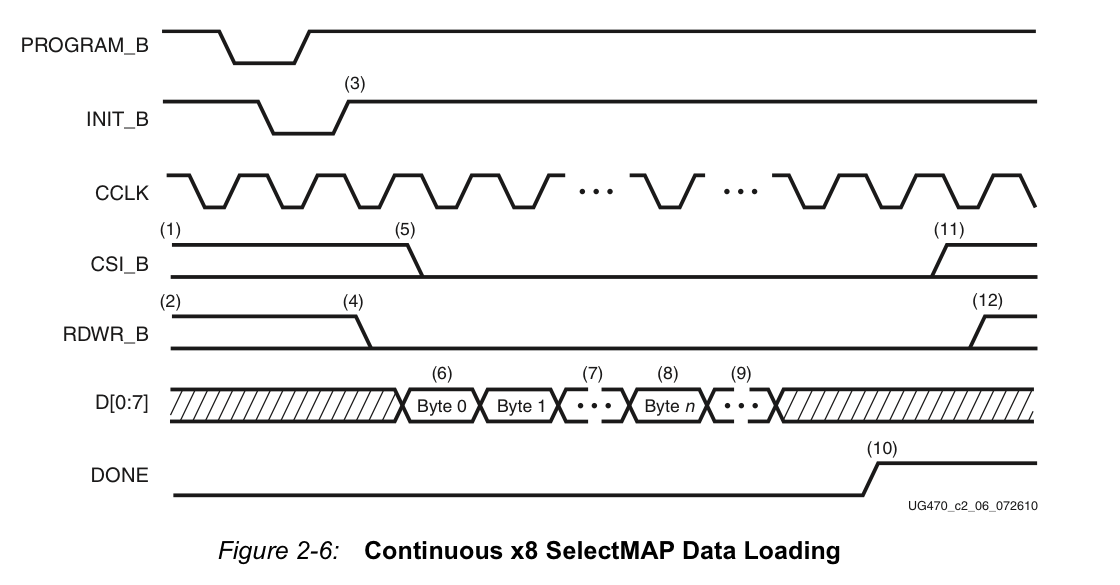 PROGRAM_B
(3)
INIT_B
CCLK
(1) (5) (11)
CSI_B
(2) (4) (12)
RDWR_B
(6) (7) (8) (9)
D[0:7] Byte 0 Byte 1 • • • Byte n • • •
(10)
DONE
UG470_c2_06_072610
Figure 2-6: Continuous x8 SelectMAP Data Loading